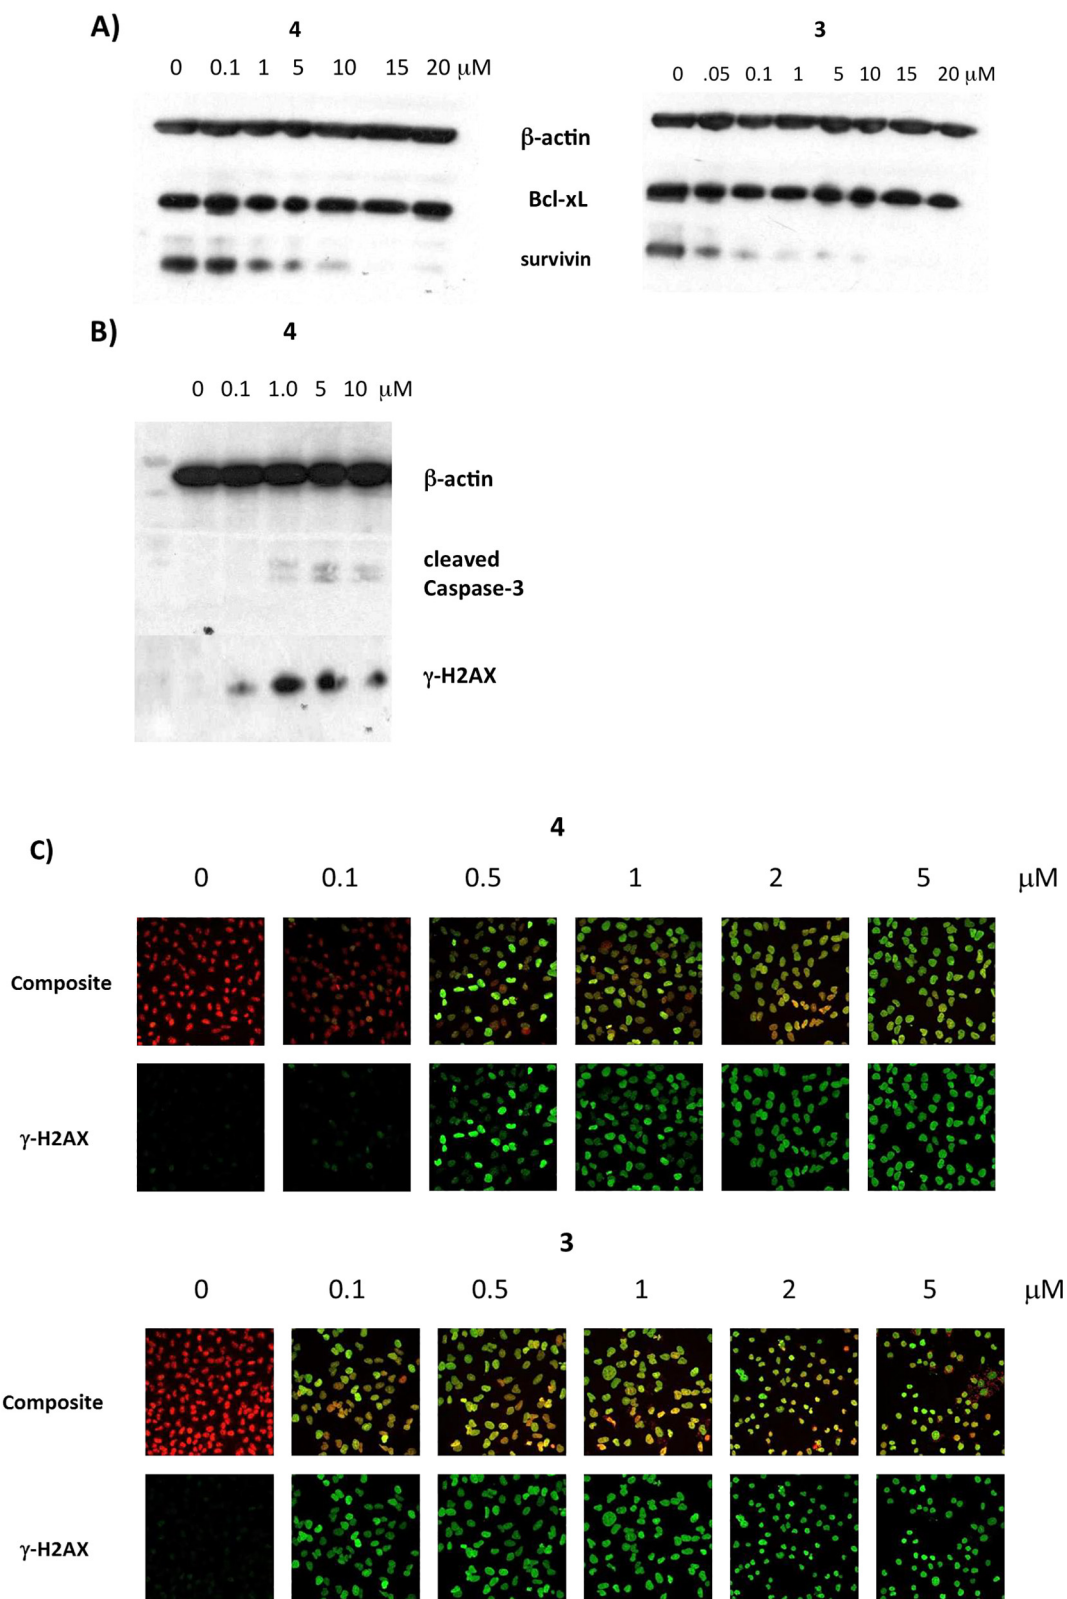 A)
4
0 0.1 1 5 10 15 20 μM
3
0 .05 0.1 1 5 10 15 20 μM
β-actin
Bcl-xL
survivin
B)
4
0 0.1 1.0 5 10 μM
β-actin
cleaved
Caspase-3
γ-H2AX
C)
4
0 0.1 0.5 1 2 5 μM
Composite
γ-H2AX
3
0 0.1 0.5 1 2 5 μM
Composite
γ-H2AX